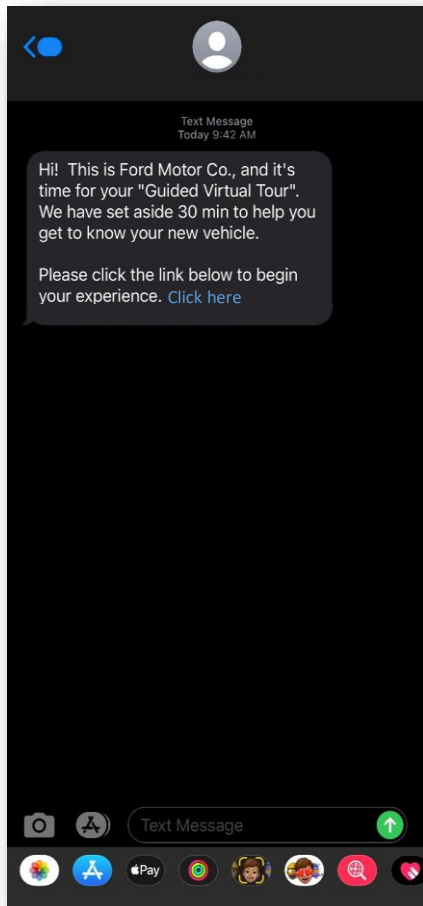 Text Message
Today 9:42 AM
Hi!  This is Ford Motor Co., and it's
time for your "Guided Virtual Tour".
We have set aside 30 min to help you
get to know your new vehicle.
Please click the link below to begin
your experience. Click here
Text Message
Pay